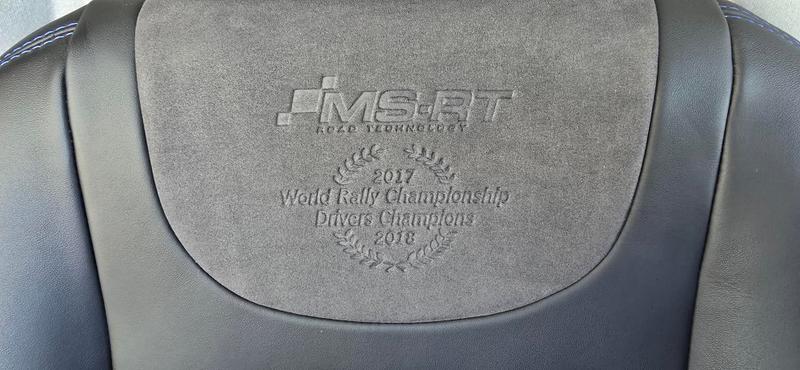 MS-RT
ROAD TECHNOLOGY
2017
World Rally Championship
Drivers Champions
2018